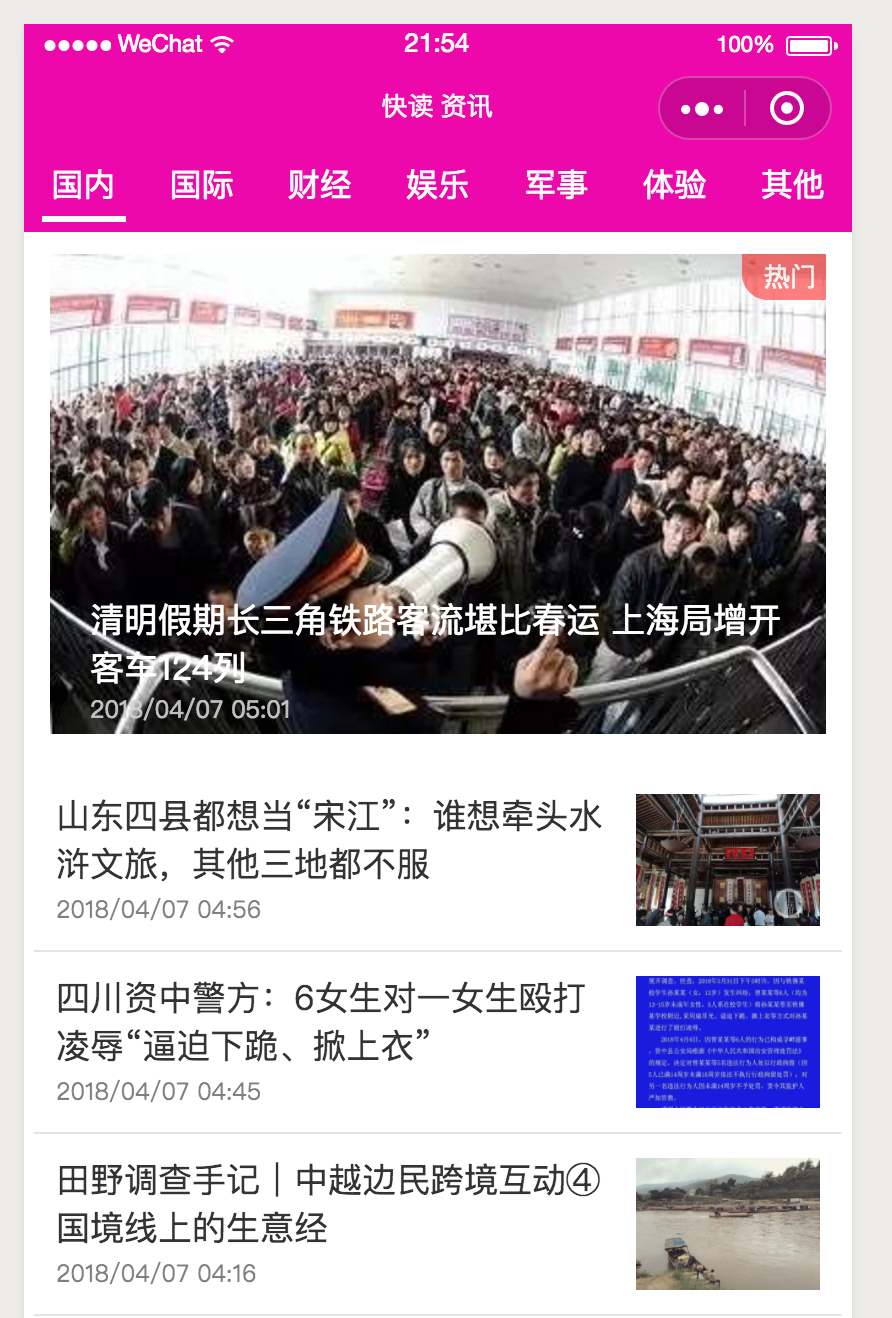 WeChat 21:54 100%
快读 资讯
国内 国际 财经 娱乐 军事 体验 其他
热门
清明假期长三角铁路客流堪比春运 上海局增开
客车124列
2018/04/07 05:01
山东四县都想当“宋江”：谁想牵头水
浒文旅，其他三地都不服
2018/04/07 04:56
四川资中警方：6女生对一女生殴打
凌辱“逼迫下跪、掀上衣”
2018/04/07 04:45
田野调查手记｜中越边民跨境互动④
国境线上的生意经
2018/04/07 04:16